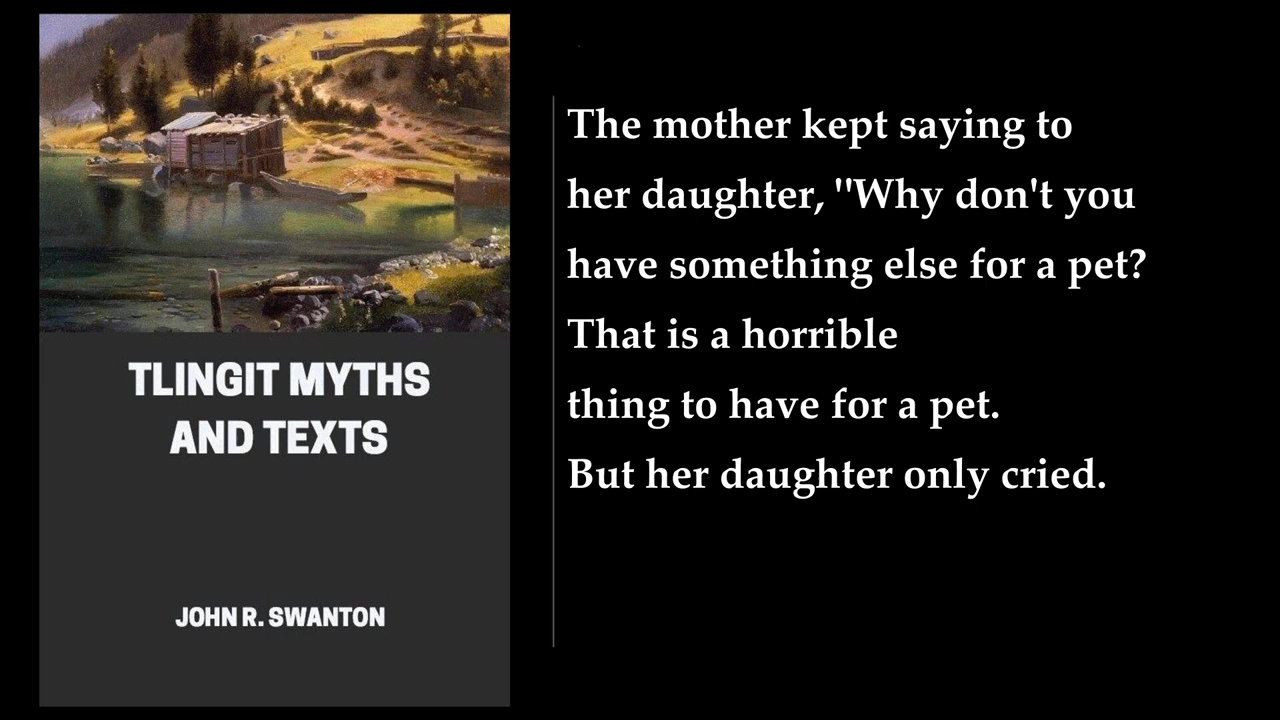 TLINGIT MYTHS
AND TEXTS
JOHN R. SWANTON
The mother kept saying to
her daughter, "Why don't you
have something else for a pet?
That is a horrible
thing to have for a pet.
But her daughter only cried.